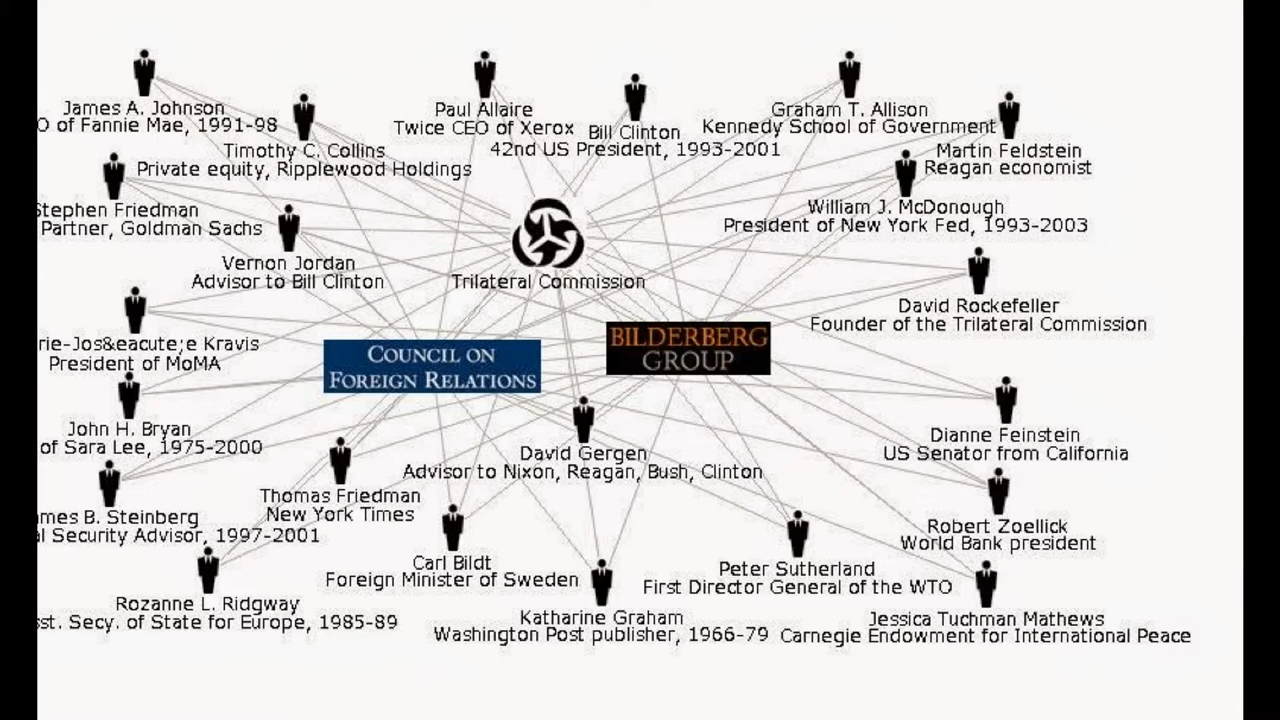 James A. Johnson
O of Fannie Mae, 1991-98
Timothy C. Collins
Private equity, Ripplewood Holdings
Paul Allaire
Twice CEO of Xerox
Bill Clinton
42nd US President, 1993-2001
Graham T. Allison
Kennedy School of Government
Martin Feldstein
Reagan economist
Stephen Friedman
Partner, Goldman Sachs
William J. McDonough
President of New York Fed, 1993-2003
Vernon Jordan
Advisor to Bill Clinton
Trilateral Commission
David Rockefeller
Founder of the Trilateral Commission
rie-Jos&eacute;e Kravis
President of MoMA
COUNCIL ON
FOREIGN RELATIONS
BILDERBERG
GROUP
John H. Bryan
of Sara Lee, 1975-2000
David Gergen
Advisor to Nixon, Reagan, Bush, Clinton
Dianne Feinstein
US Senator from California
Thomas Friedman
New York Times
mes B. Steinberg
al Security Advisor, 1997-2001
Robert Zoellick
World Bank president
Carl Bildt
Foreign Minister of Sweden
Peter Sutherland
First Director General of the WTO
Rozanne L. Ridgway
sst. Secy. of State for Europe, 1985-89
Katharine Graham
Washington Post publisher, 1966-79
Jessica Tuchman Mathews
Carnegie Endowment for International Peace